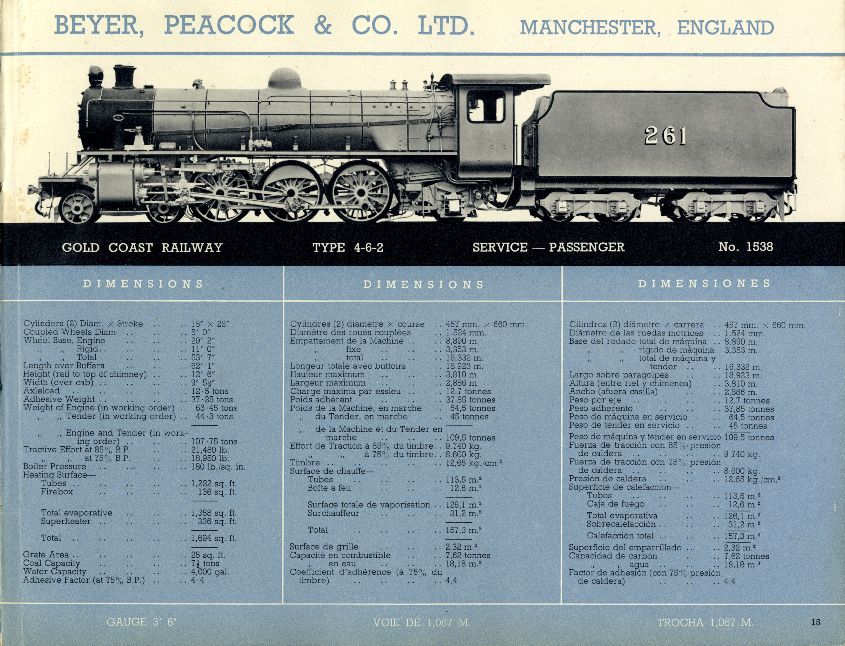 BEYER, PEACOCK & CO. LTD. MANCHESTER, ENGLAND
261
GOLD COAST RAILWAY TYPE 4-6-2 SERVICE — PASSENGER No. 1538
DIMENSIONS
Cylinders (2) Diam. × Stroke .. .. 18″ × 26″
Coupled Wheels Diam. .. .. .. 5′ 0″
Wheel Base, Engine .. .. .. 29′ 2″
„ „ Rigid .. .. .. 11′ 0″
„ „ Total .. .. .. 53′ 7″
Length over Buffers .. .. .. 62′ 1″
Height (rail to top of chimney) .. .. 12′ 6″
Width (over cab) .. .. .. 9′ 5½″
Axleload .. .. .. 12·5 tons
Adhesive Weight .. .. .. 37·25 tons
Weight of Engine (in working order) .. 63·45 tons
„ „ Tender (in working order) .. 44·3 tons
„ „ Engine and Tender (in work-
ing order) .. .. 107·75 tons
Tractive Effort at 85% B.P. .. .. 21,480 lb.
„ „ at 75% B.P. .. .. 18,950 lb.
Boiler Pressure .. .. .. 180 lb./sq. in.
Heating Surface—
Tubes .. .. .. 1,222 sq. ft.
Firebox .. .. .. 136 sq. ft.
Total evaporative .. .. 1,358 sq. ft.
Superheater .. .. 336 sq. ft.
Total .. .. .. 1,694 sq. ft.
Grate Area .. .. .. 25 sq. ft.
Coal Capacity .. .. .. 7½ tons
Water Capacity .. .. .. 4,000 gal.
Adhesive Factor (at 75% B.P.) .. .. 4·4
GAUGE 3′ 6″
DIMENSIONS
Cylindres (2) diamètre × course .. 457 mm. × 660 mm.
Diamètre des roues couplées .. 1,524 mm.
Empattement de la Machine .. .. 8,890 m.
„ fixe .. .. 3,353 m.
„ total .. .. 16,332 m.
Longeur totale avec buttoirs .. 18,923 m.
Hauteur maximum .. .. .. 3,810 m.
Largeur maximum .. .. .. 2,886 m.
Charge maxima par essieu .. .. 12,7 tonnes
Poids adhérent .. .. .. 37,85 tonnes
Poids de la Machine, en marche .. 64,5 tonnes
„ du Tender, en marche .. 45 tonnes
„ de la Machine et du Tender en
marche .. .. .. 109,5 tonnes
Effort de Traction à 85% du timbre .. 9.740 kg.
„ „ à 75% du timbre .. 8.600 kg.
Timbre .. .. .. .. 12,65 kg./cm.²
Surface de chauffe—
Tubes .. .. .. 113,5 m.²
Boîte à feu .. .. .. 12,6 m.²
Surface totale de vaporisation .. 126,1 m.²
Surchauffeur .. .. .. 31,2 m.²
Total .. .. .. 157,3 m.²
Surface de grille .. .. .. 2,32 m.²
Capacité en combustible .. .. 7,62 tonnes
„ en eau .. .. .. 18,18 m.³
Coefficient d'adhérence (à 75% du
timbre) .. .. .. .. 4,4
VOIE DE 1,067 M.
DIMENSIONES
Cilindros (2) diámetro × carrera .. 457 mm. × 660 mm.
Diámetro de las ruedas motrices .. 1,524 mm.
Base del rodado total de máquina .. 8,890 m.
„ „ rígido de máquina 3,353 m.
„ „ total de máquina y
tender .. .. 16,332 m.
Largo sobre paragolpes .. .. 18,923 m.
Altura (entre riel y chimenea) .. 3,810 m.
Ancho (afuera casilla) .. .. 2,886 m.
Peso por eje .. .. .. 12,7 tonnes
Peso adherente .. .. .. 37,85 tonnes
Peso de máquina en servicio .. .. 64,5 tonnes
Peso de tender en servicio .. .. 45 tonnes
Peso de máquina y ténder en servicio 109,5 tonnes
Fuerza de tracción con 85% presión
de caldera .. .. .. 9.740 kg.
Fuerza de tracción con 75% presión
de caldera .. .. .. 8.600 kg.
Presión de caldera .. .. .. 12,65 kg./cm.²
Superficie de calefacción—
Tubos .. .. .. 113,5 m.²
Caja de fuego .. .. .. 12,6 m.²
Total evaporativa .. .. 126,1 m.²
Sobrecalefacción .. .. 31,2 m.²
Calefacción total .. .. 157,3 m.²
Superficie del emparrillado .. .. 2,32 m.²
Capacidad de carbón .. .. 7,62 tonnes
„ „ agua .. .. 18,18 m.³
Factor de adhesión (con 75% presión
de caldera) .. .. .. 4,4
TROCHA 1,067 M.
15